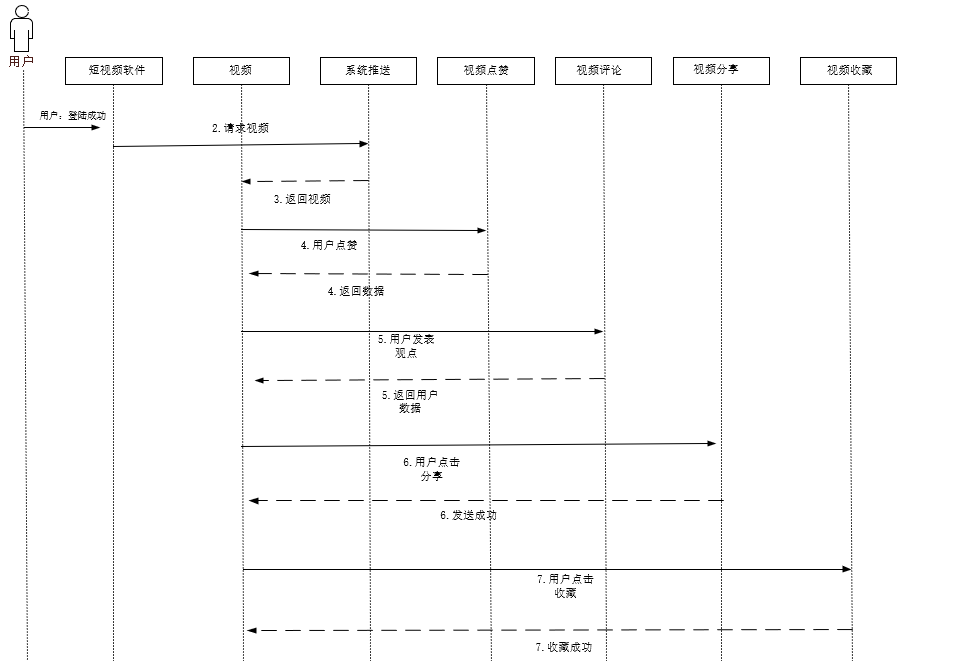 用户
短视频软件
视频
系统推送
视频点赞
视频评论
视频分享
视频收藏
用户：登陆成功
2.请求视频
3.返回视频
4.用户点赞
4.返回数据
5.用户发表
观点
5.返回用户
数据
6.用户点击
分享
6.发送成功
7.用户点击
收藏
7.收藏成功